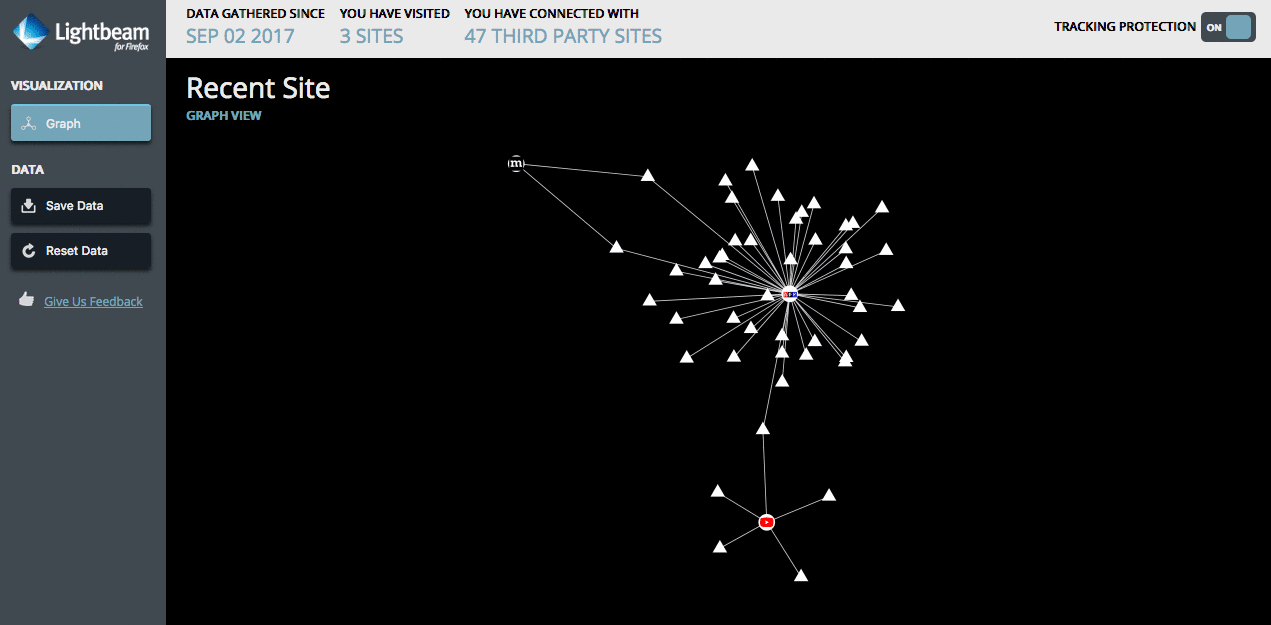 Lightbeam
for Firefox
DATA GATHERED SINCE
SEP 02 2017
YOU HAVE VISITED
3 SITES
YOU HAVE CONNECTED WITH
47 THIRD PARTY SITES
TRACKING PROTECTION
ON
VISUALIZATION
Graph
DATA
Save Data
Reset Data
Give Us Feedback
Recent Site
GRAPH VIEW
m